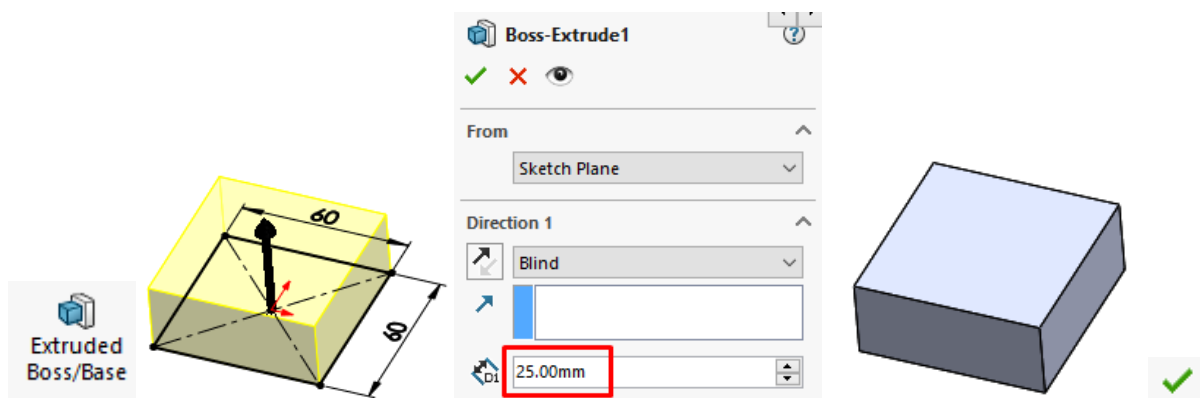 Extruded
Boss/Base
60
60
Boss-Extrude1
?
From
Sketch Plane
Direction 1
Blind
D1
25.00mm